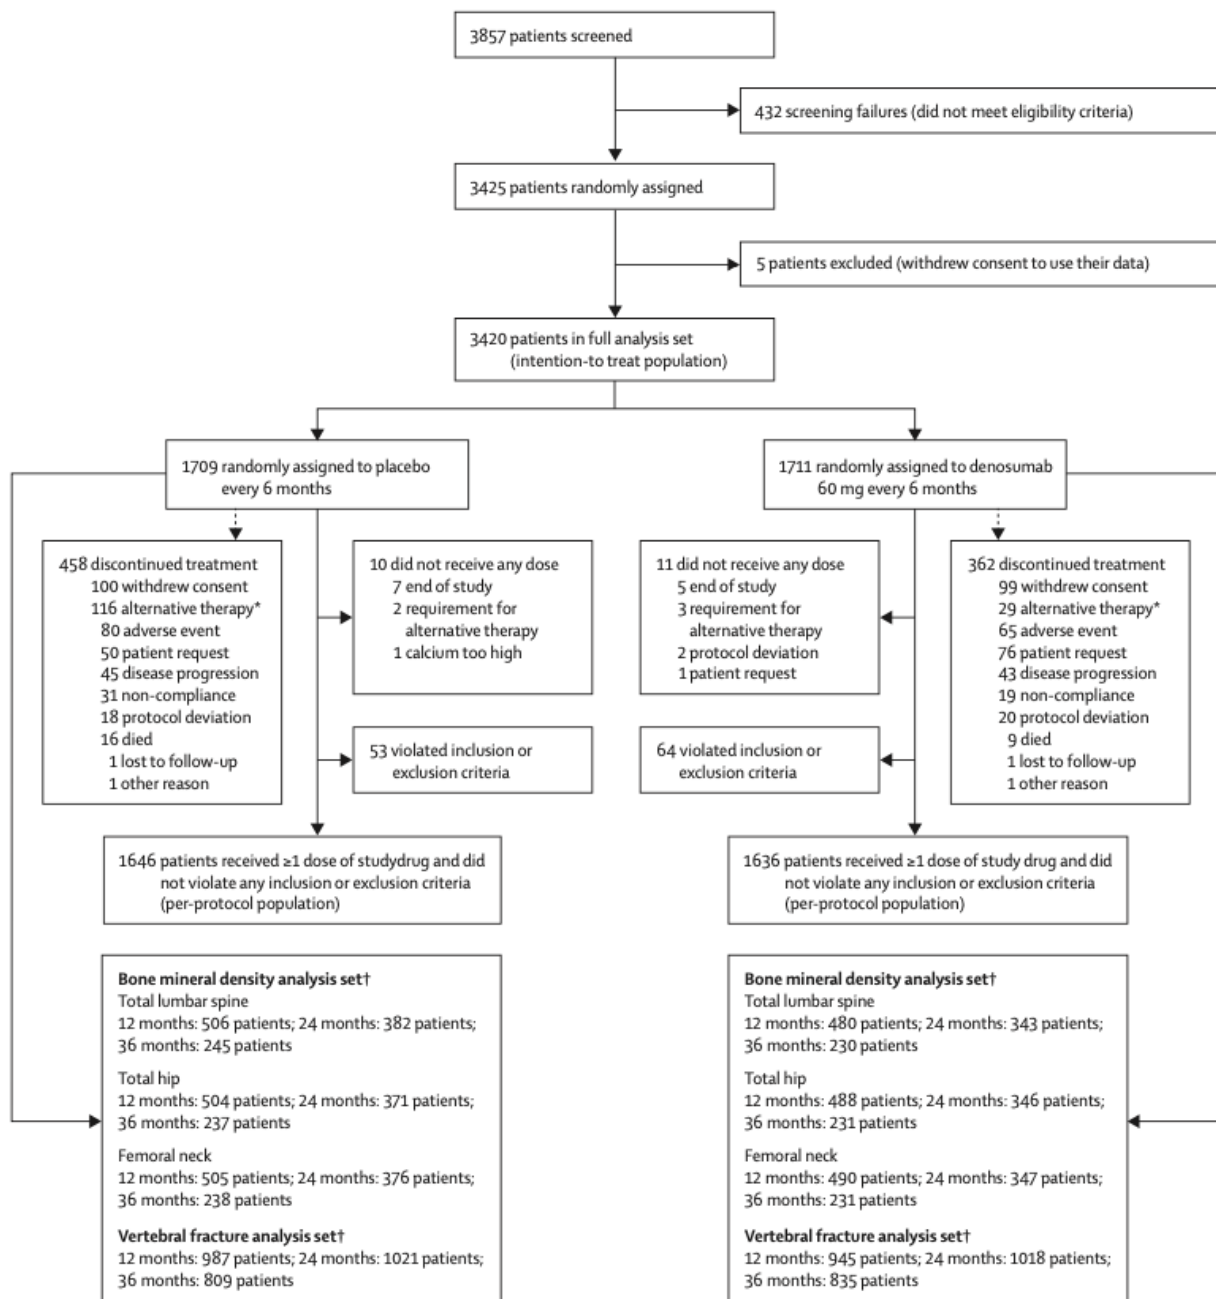 3857 patients screened
432 screening failures (did not meet eligibility criteria)
3425 patients randomly assigned
5 patients excluded (withdrew consent to use their data)
3420 patients in full analysis set
(intention-to treat population)
1709 randomly assigned to placebo
every 6 months
1711 randomly assigned to denosumab
60 mg every 6 months
458 discontinued treatment
100 withdrew consent
116 alternative therapy*
80 adverse event
50 patient request
45 disease progression
31 non-compliance
18 protocol deviation
16 died
1 lost to follow-up
1 other reason
10 did not receive any dose
7 end of study
2 requirement for
alternative therapy
1 calcium too high
11 did not receive any dose
5 end of study
3 requirement for
alternative therapy
2 protocol deviation
1 patient request
362 discontinued treatment
99 withdrew consent
29 alternative therapy*
65 adverse event
76 patient request
43 disease progression
19 non-compliance
20 protocol deviation
9 died
1 lost to follow-up
1 other reason
53 violated inclusion or
exclusion criteria
64 violated inclusion or
exclusion criteria
1646 patients received ≥1 dose of studydrug and did
not violate any inclusion or exclusion criteria
(per-protocol population)
1636 patients received ≥1 dose of study drug and did
not violate any inclusion or exclusion criteria
(per-protocol population)
Bone mineral density analysis set†
Total lumbar spine
12 months: 506 patients; 24 months: 382 patients;
36 months: 245 patients
Total hip
12 months: 504 patients; 24 months: 371 patients;
36 months: 237 patients
Femoral neck
12 months: 505 patients; 24 months: 376 patients;
36 months: 238 patients
Vertebral fracture analysis set†
12 months: 987 patients; 24 months: 1021 patients;
36 months: 809 patients
Bone mineral density analysis set†
Total lumbar spine
12 months: 480 patients; 24 months: 343 patients;
36 months: 230 patients
Total hip
12 months: 488 patients; 24 months: 346 patients;
36 months: 231 patients
Femoral neck
12 months: 490 patients; 24 months: 347 patients;
36 months: 231 patients
Vertebral fracture analysis set†
12 months: 945 patients; 24 months: 1018 patients;
36 months: 835 patients